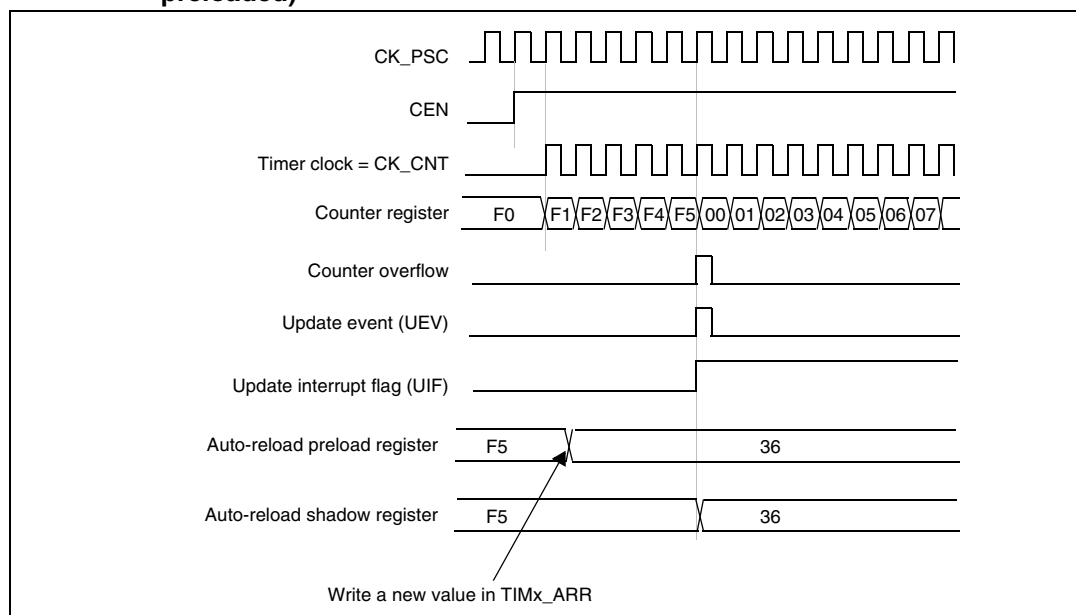 preloaded)
CK_PSC
CEN
Timer clock = CK_CNT
Counter register F0 F1 F2 F3 F4 F5 00 01 02 03 04 05 06 07
Counter overflow
Update event (UEV)
Update interrupt flag (UIF)
Auto-reload preload register F5 36
Auto-reload shadow register F5 36
Write a new value in TIMx_ARR